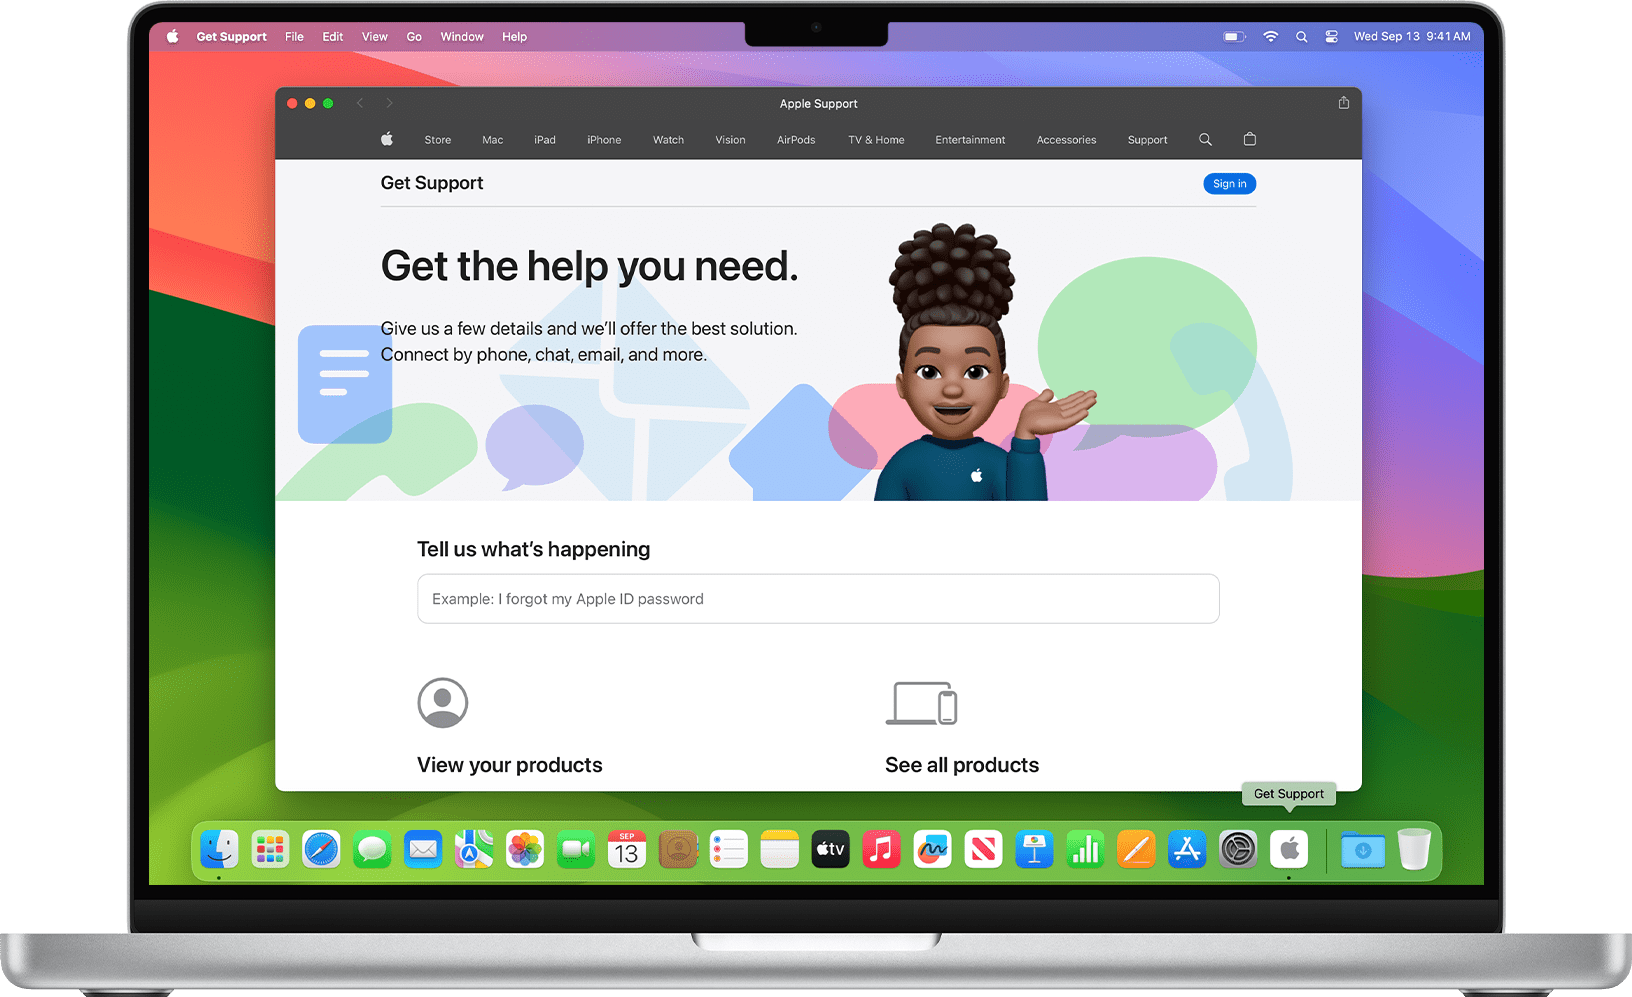 Get Support File Edit View Go Window Help Wed Sep 13 9:41 AM
Apple Support
Store Mac iPad iPhone Watch Vision AirPods TV & Home Entertainment Accessories Support
Get Support Sign in
Get the help you need.
Give us a few details and we’ll offer the best solution.
Connect by phone, chat, email, and more.
Tell us what’s happening
Example: I forgot my Apple ID password
View your products See all products
Get Support
SEP
13
tv